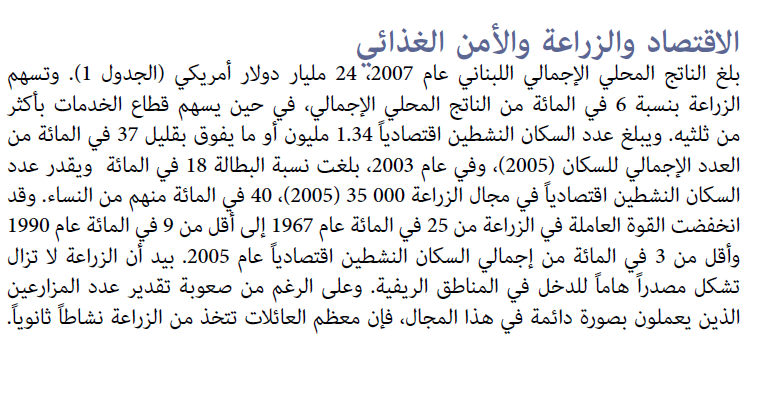 الاقتصاد والزراعة والأمن الغذائي
بلغ الناتج المحلي الإجمالي اللبناني عام 2007، 24 مليار دولار أمريكي (الجدول 1). وتسهم
الزراعة بنسبة 6 في المائة من الناتج المحلي الإجمالي، في حين يسهم قطاع الخدمات بأكثر
من ثلثيه. ويبلغ عدد السكان النشطين اقتصادياً 1.34 مليون أو ما يفوق بقليل 37 في المائة من
العدد الإجمالي للسكان (2005)، وفي عام 2003، بلغت نسبة البطالة 18 في المائة ويقدر عدد
السكان النشطين اقتصادياً في مجال الزراعة 000 35 (2005)، 40 في المائة منهم من النساء. وقد
انخفضت القوة العاملة في الزراعة من 25 في المائة عام 1967 إلى أقل من 9 في المائة عام 1990
وأقل من 3 في المائة من إجمالي السكان النشطين اقتصادياً عام 2005. بيد أن الزراعة لا تزال
تشكل مصدراً هاماً للدخل في المناطق الريفية. وعلى الرغم من صعوبة تقدير عدد المزارعين
الذين يعملون بصورة دائمة في هذا المجال، فإن معظم العائلات تتخذ من الزراعة نشاطاً ثانوياً.